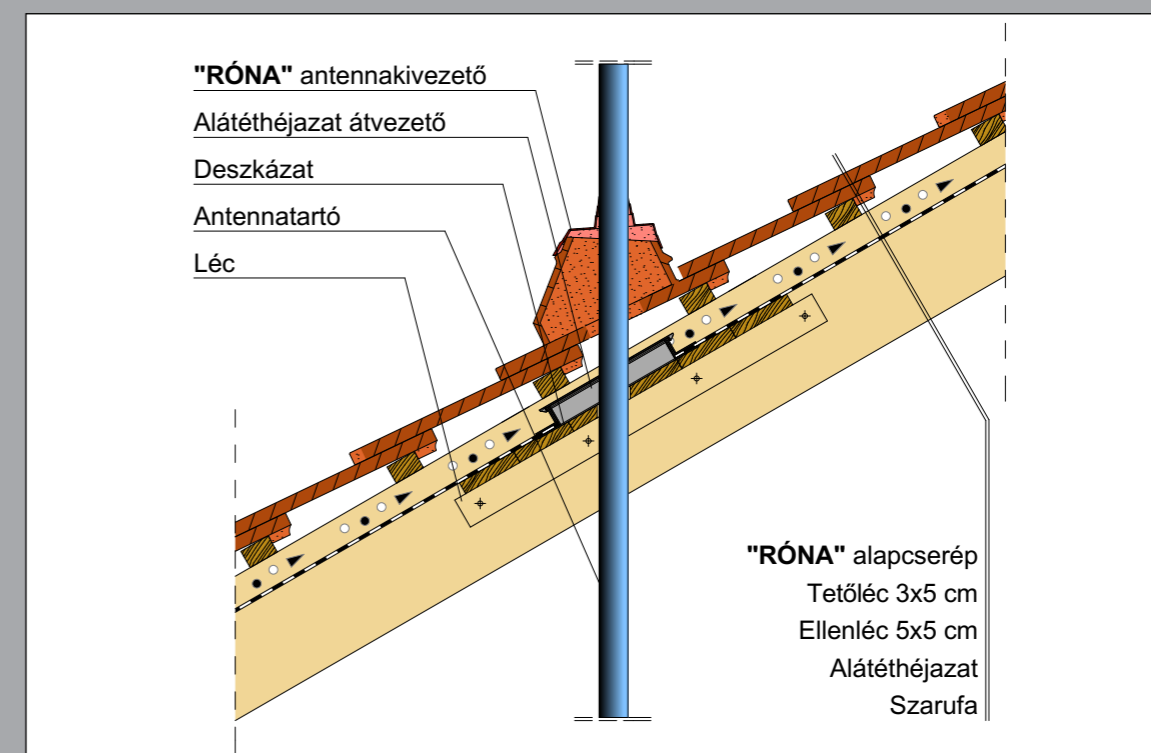 "RÓNA" antennakivezető
Alátéthéjazat átvezető
Deszkázat
Antennatartó
Léc
"RÓNA" alapcserép
Tetőléc 3x5 cm
Ellenléc 5x5 cm
Alátéthéjazat
Szarufa